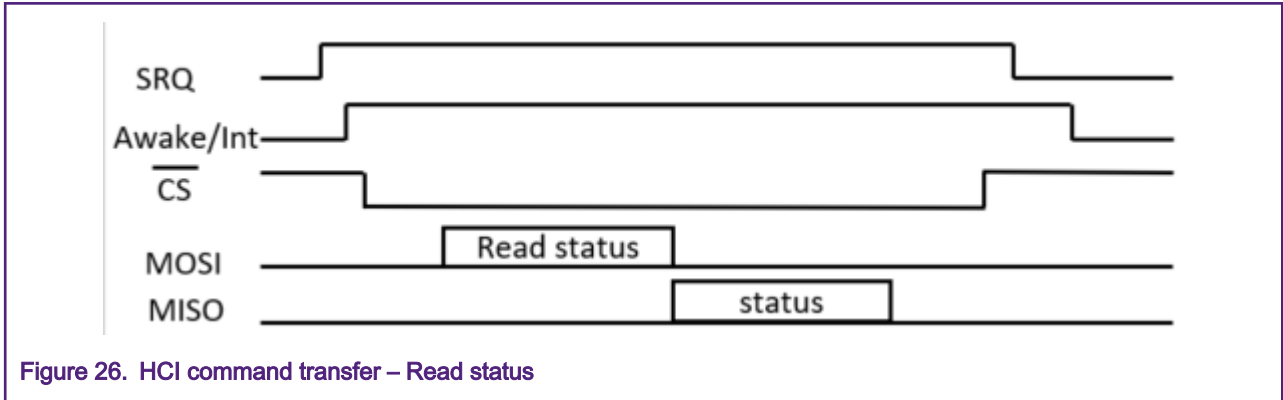 SRQ
Awake/Int
CS
Read status
MOSI
status
MISO
Figure 26. HCI command transfer – Read status